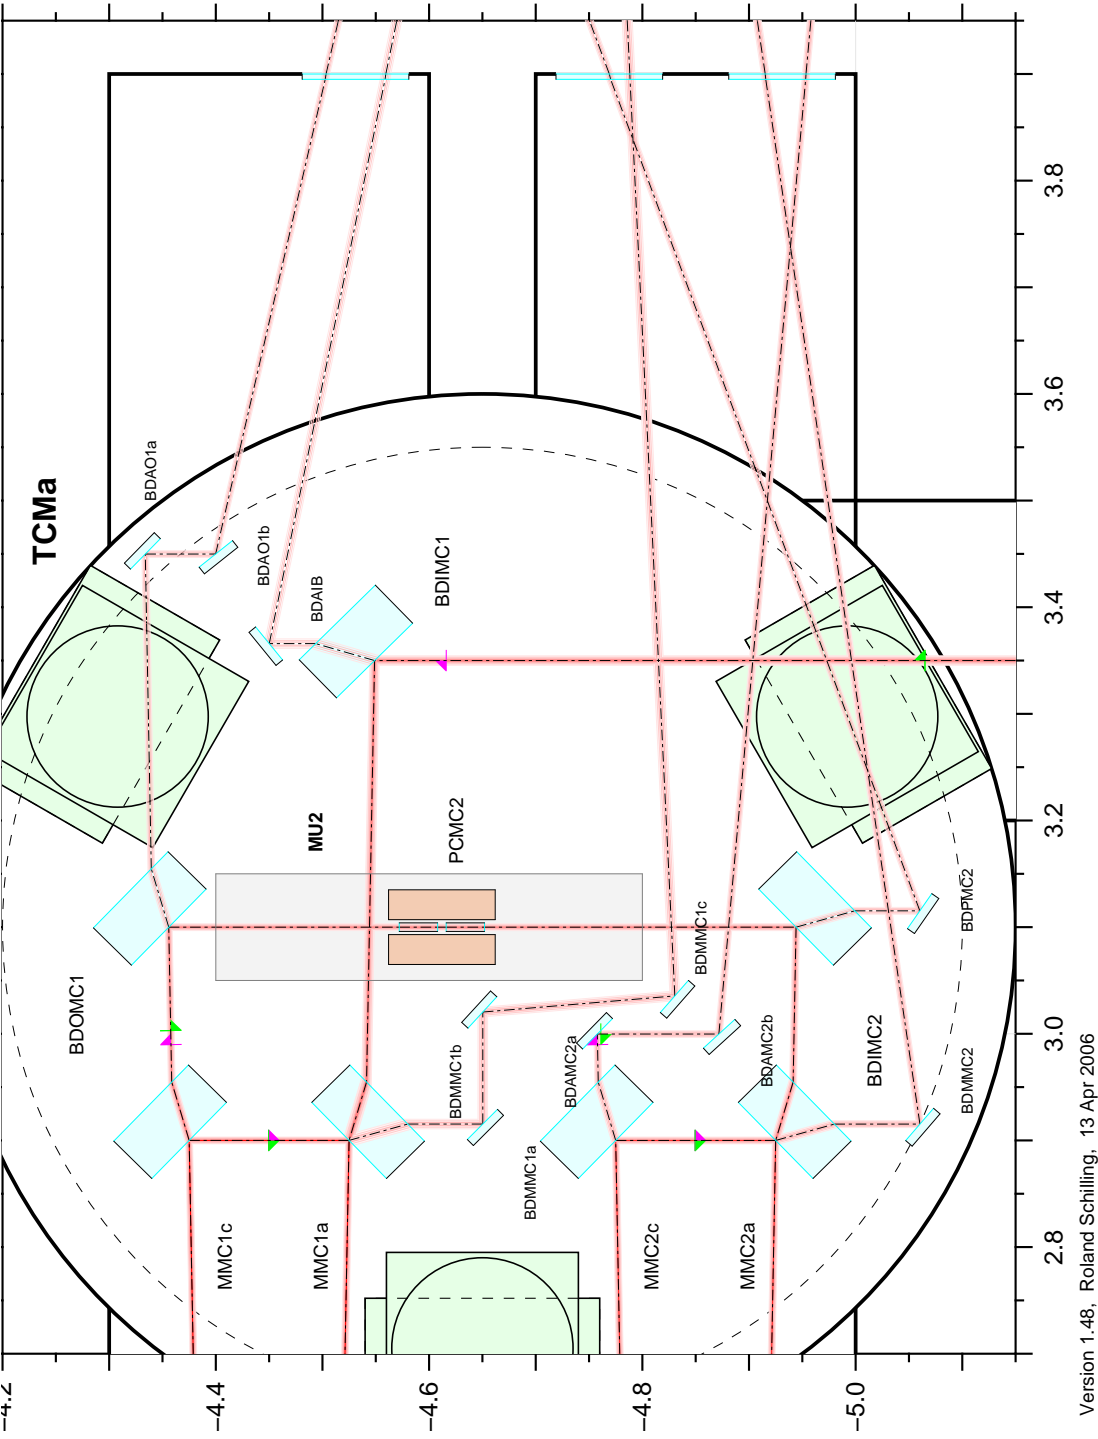 TCMa
BDAO1a
BDAO1b
BDAIB
BDIMC1
MU2
PCMC2
BDOMC1
BDMMC1b
BDAMC2a
BDMMC1a
BDMMC1c
BDAMC2b
BDIMC2
BDPMC2
BDMMC2
MMC1c
MMC1a
MMC2c
MMC2a
3.8
3.6
3.4
3.2
3.0
2.8
–4.2
–4.4
–4.6
–4.8
–5.0
Version 1.48, Roland Schilling, 13 Apr 2006